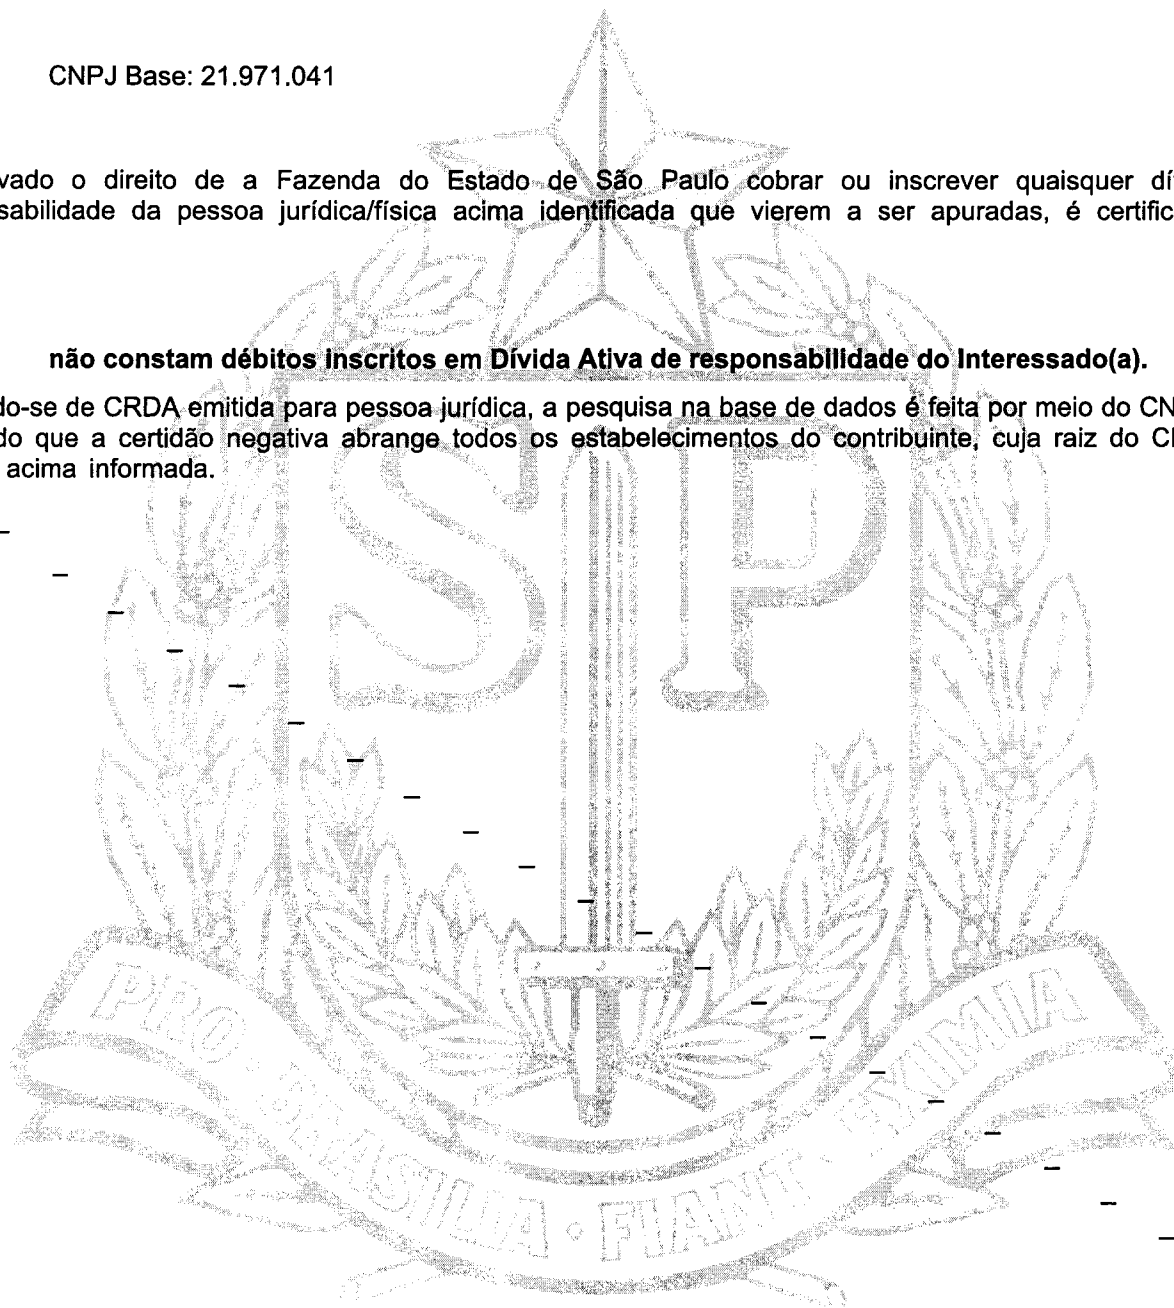 CNPJ Base: 21.971.041
vado o direito de a Fazenda do Estado de São Paulo cobrar ou inscrever quaisquer dí
sabilidade da pessoa jurídica/física acima identificada que vierem a ser apuradas, é certific
não constam débitos inscritos em Dívida Ativa de responsabilidade do Interessado(a).
do-se de CRDA emitida para pessoa jurídica, a pesquisa na base de dados é feita por meio do CN
do que a certidão negativa abrange todos os estabelecimentos do contribuinte, cuja raiz do C
acima informada.
SP
PRO · BRASILIA · FIANT · EXIMIA